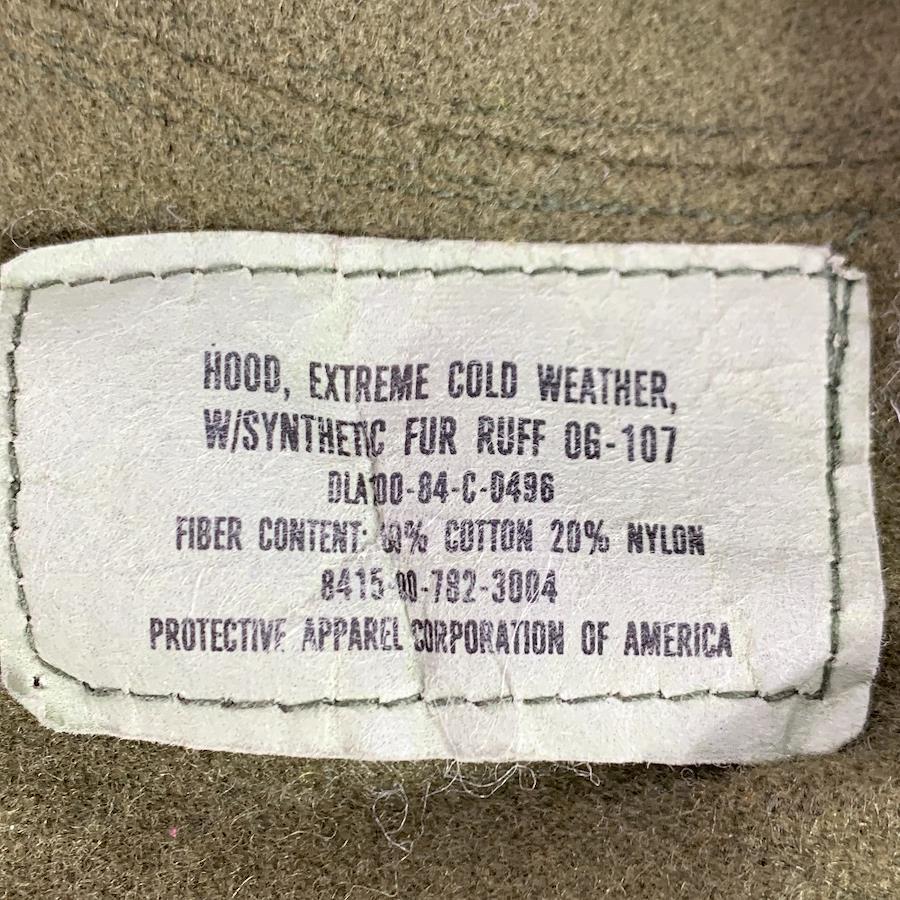 HOOD, EXTREME COLD WEATHER,
W/SYNTHETIC FUR RUFF OG-107
DLA100-84-C-0496
FIBER CONTENT: COTTON 20% NYLON
8415-00-782-3004
PROTECTIVE APPAREL CORPORATION OF AMERICA